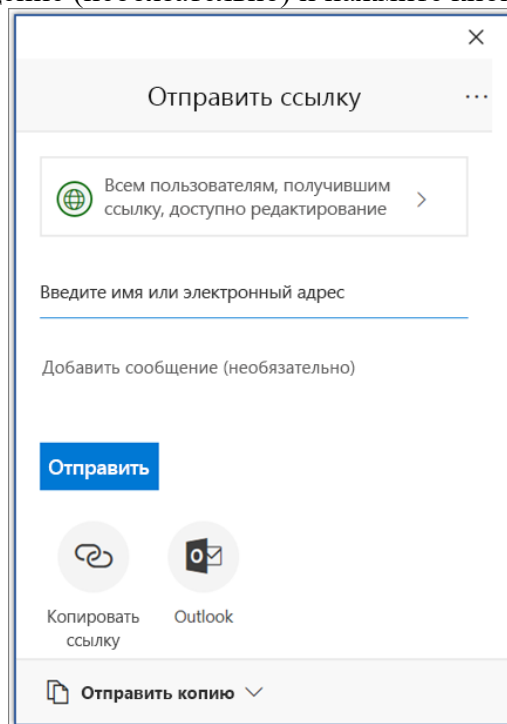 Отправить ссылку
Всем пользователям, получившим
ссылку, доступно редактирование
Введите имя или электронный адрес
Добавить сообщение (необязательно)
Отправить
Копировать
ссылку
Outlook
Отправить копию